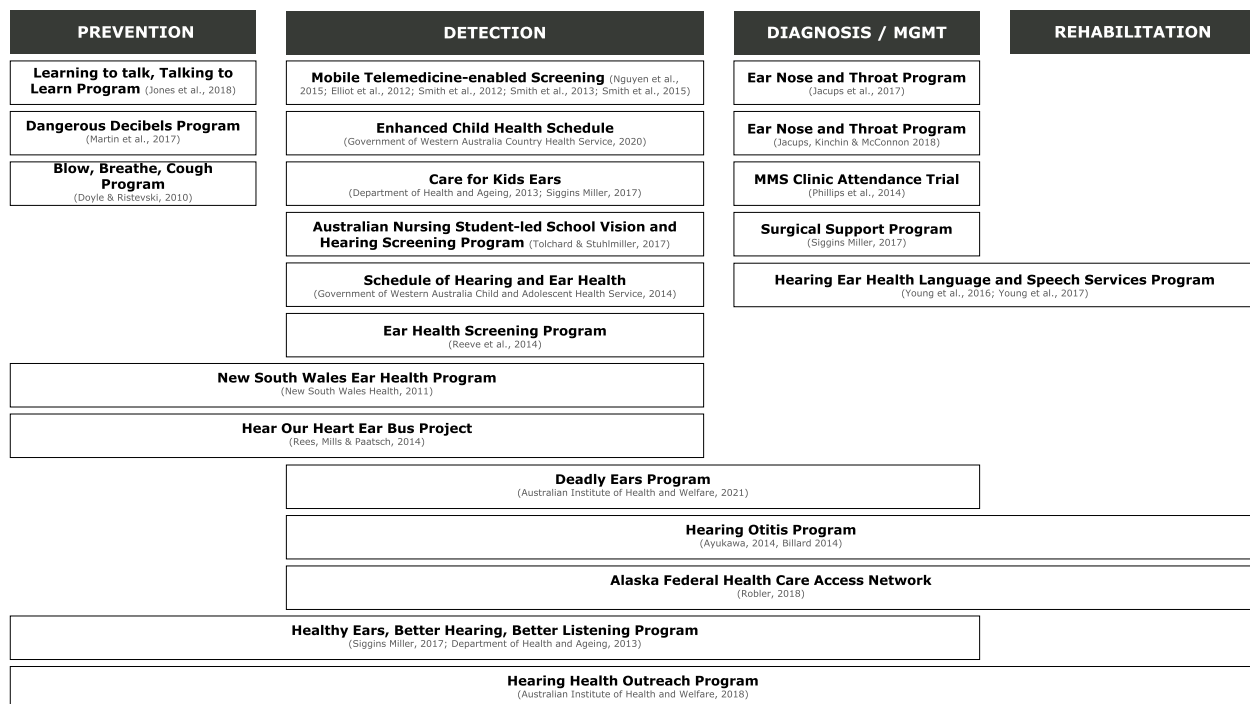 PREVENTION
DETECTION
DIAGNOSIS / MGMT
REHABILITATION
Learning to talk, Talking to
Learn Program (Jones et al., 2018)
Dangerous Decibels Program
(Martin et al., 2017)
Blow, Breathe, Cough
Program
(Doyle & Ristevski, 2010)
Mobile Telemedicine-enabled Screening (Nguyen et al.,
2015; Elliot et al., 2012; Smith et al., 2012; Smith et al., 2013; Smith et al., 2015)
Enhanced Child Health Schedule
(Government of Western Australia Country Health Service, 2020)
Care for Kids Ears
(Department of Health and Ageing, 2013; Siggins Miller, 2017)
Australian Nursing Student-led School Vision and
Hearing Screening Program (Tolchard & Stuhlmiller, 2017)
Schedule of Hearing and Ear Health
(Government of Western Australia Child and Adolescent Health Service, 2014)
Ear Health Screening Program
(Reeve et al., 2014)
Ear Nose and Throat Program
(Jacups et al., 2017)
Ear Nose and Throat Program
(Jacups, Kinchin & McConnon 2018)
MMS Clinic Attendance Trial
(Phillips et al., 2014)
Surgical Support Program
(Siggins Miller, 2017)
Hearing Ear Health Language and Speech Services Program
(Young et al., 2016; Young et al., 2017)
New South Wales Ear Health Program
(New South Wales Health, 2011)
Hear Our Heart Ear Bus Project
(Rees, Mills & Paatsch, 2014)
Deadly Ears Program
(Australian Institute of Health and Welfare, 2021)
Hearing Otitis Program
(Ayukawa, 2014, Billard 2014)
Alaska Federal Health Care Access Network
(Robler, 2018)
Healthy Ears, Better Hearing, Better Listening Program
(Siggins Miller, 2017; Department of Health and Ageing, 2013)
Hearing Health Outreach Program
(Australian Institute of Health and Welfare, 2018)